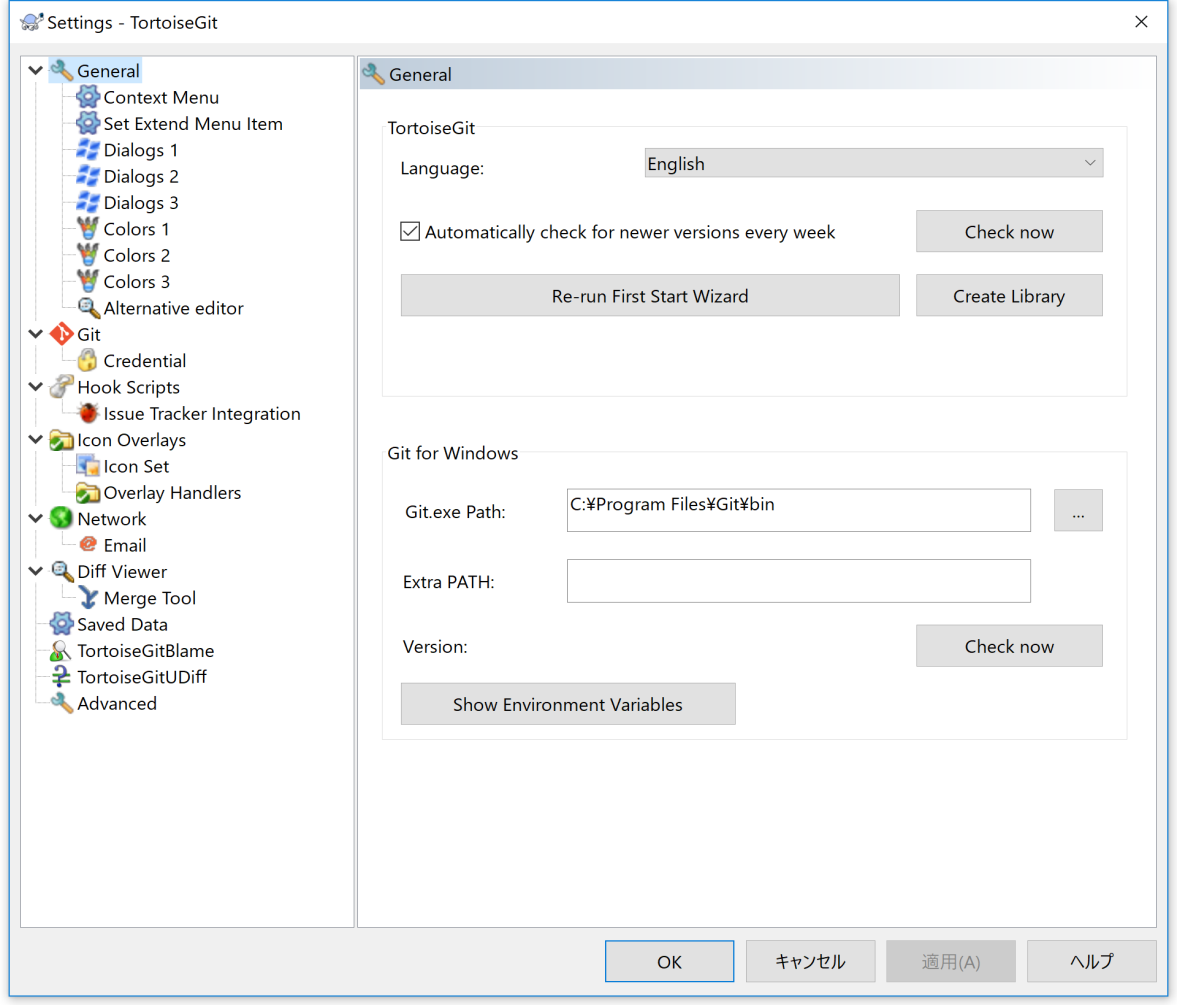 Settings - TortoiseGit
General
Context Menu
Set Extend Menu Item
Dialogs 1
Dialogs 2
Dialogs 3
Colors 1
Colors 2
Colors 3
Alternative editor
Git
Credential
Hook Scripts
Issue Tracker Integration
Icon Overlays
Icon Set
Overlay Handlers
Network
Email
Diff Viewer
Merge Tool
Saved Data
TortoiseGitBlame
TortoiseGitUDiff
Advanced
General
TortoiseGit
Language: English
Automatically check for newer versions every week Check now
Re-run First Start Wizard Create Library
Git for Windows
Git.exe Path: C:¥Program Files¥Git¥bin ...
Extra PATH:
Version: Check now
Show Environment Variables
OK キャンセル 適用(A) ヘルプ